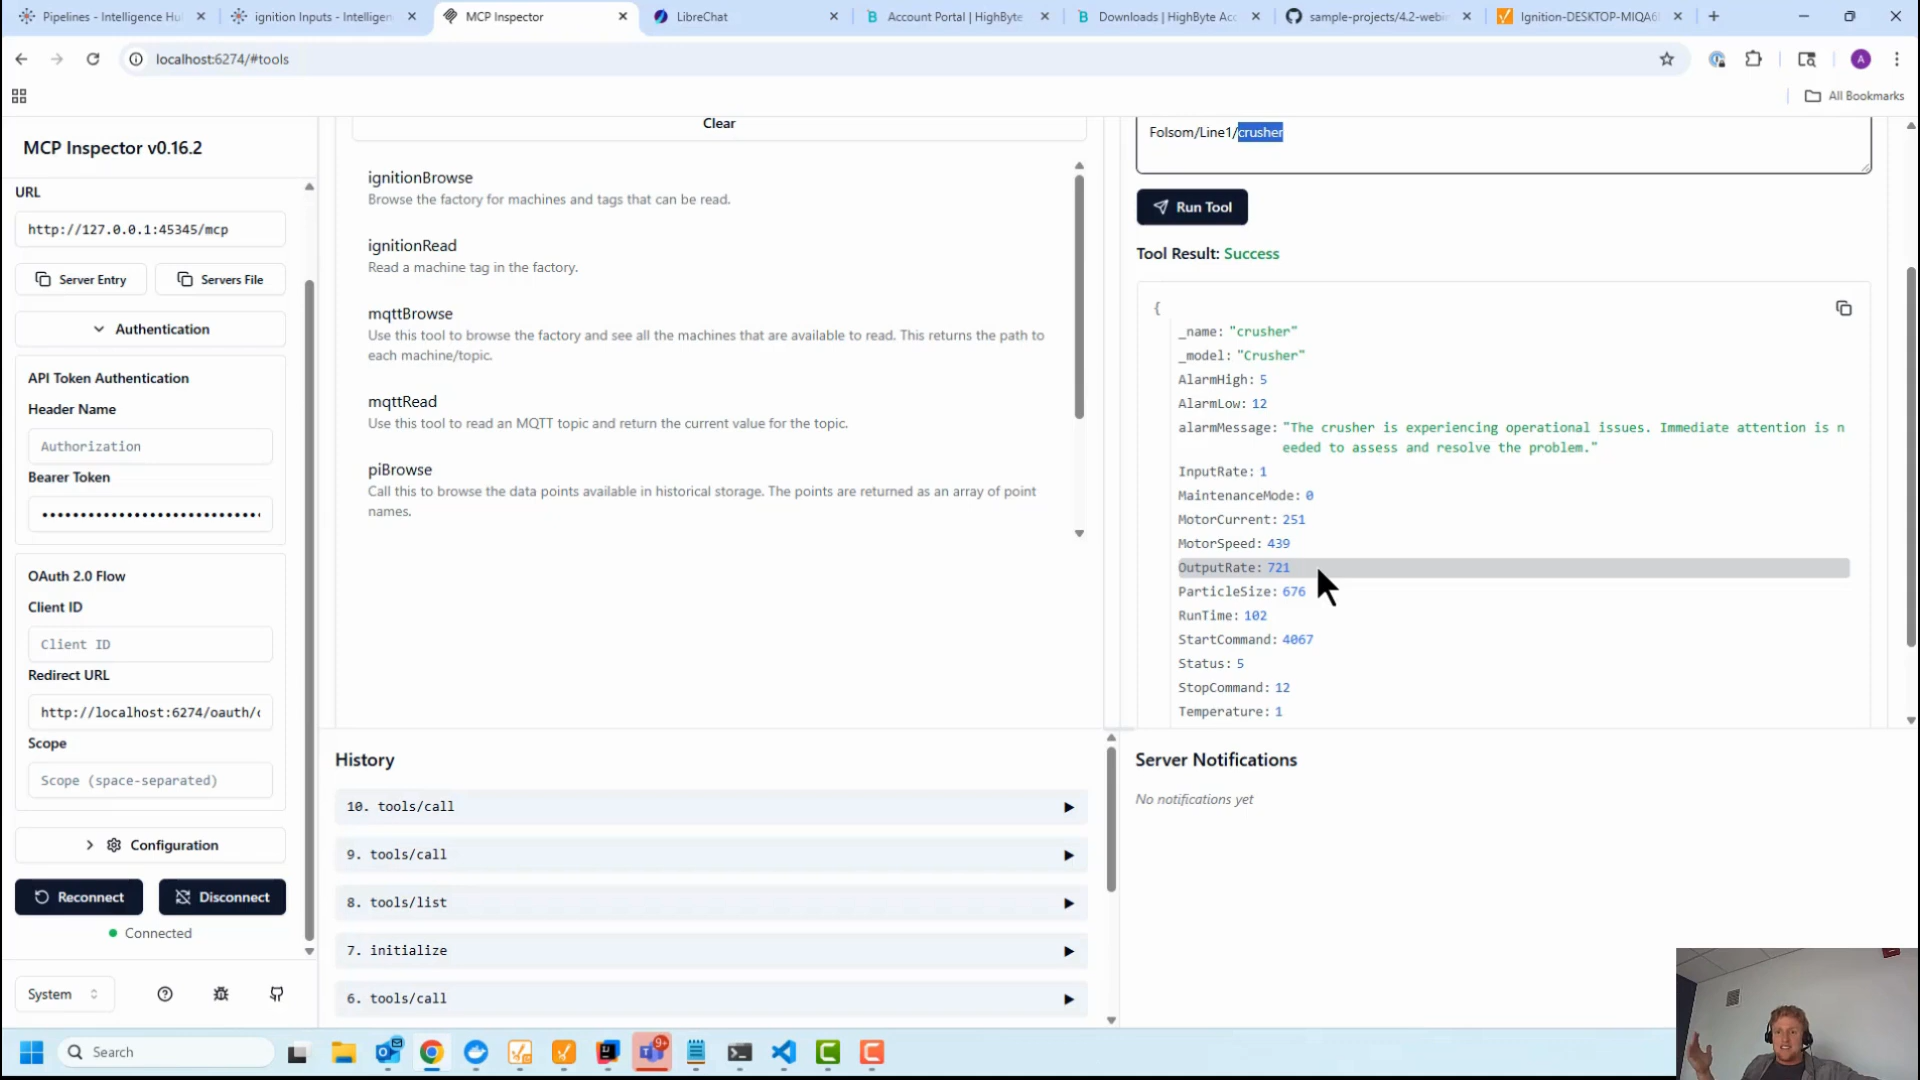 Pipelines - Intelligence Hu
ignition Inputs - Intelligen
MCP Inspector
LibreChat
Account Portal | HighByte
Downloads | HighByte Acc
sample-projects/4.2-webin
Ignition-DESKTOP-MIQA6
localhost:6274/#tools
A
All Bookmarks
MCP Inspector v0.16.2
URL
http://127.0.0.1:45345/mcp
Server Entry
Servers File
Authentication
API Token Authentication
Header Name
Authorization
Bearer Token
••••••••••••••••••••••••••••
OAuth 2.0 Flow
Client ID
Client ID
Redirect URL
http://localhost:6274/oauth/c
Scope
Scope (space-separated)
Configuration
Reconnect
Disconnect
Connected
System
Clear
ignitionBrowse
Browse the factory for machines and tags that can be read.
ignitionRead
Read a machine tag in the factory.
mqttBrowse
Use this tool to browse the factory and see all the machines that are available to read. This returns the path to
each machine/topic.
mqttRead
Use this tool to read an MQTT topic and return the current value for the topic.
piBrowse
Call this to browse the data points available in historical storage. The points are returned as an array of point
names.
Folsom/Line1/crusher
Run Tool
Tool Result: Success
{
_name: "crusher"
_model: "Crusher"
AlarmHigh: 5
AlarmLow: 12
alarmMessage: "The crusher is experiencing operational issues. Immediate attention is n
eeded to assess and resolve the problem."
InputRate: 1
MaintenanceMode: 0
MotorCurrent: 251
MotorSpeed: 439
OutputRate: 721
ParticleSize: 676
RunTime: 102
StartCommand: 4067
Status: 5
StopCommand: 12
Temperature: 1
History
10. tools/call
9. tools/call
8. tools/list
7. initialize
6. tools/call
Server Notifications
No notifications yet
Search
9+